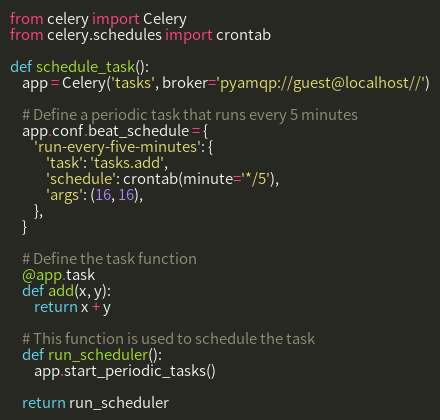 from celery import Celery
from celery.schedules import crontab

def schedule_task():
    app = Celery('tasks', broker='pyamqp://guest@localhost//')

    # Define a periodic task that runs every 5 minutes
    app.conf.beat_schedule = {
        'run-every-five-minutes': {
            'task': 'tasks.add',
            'schedule': crontab(minute='*/5'),
            'args': (16, 16),
        },
    }

    # Define the task function
    @app.task
    def add(x, y):
        return x + y

    # This function is used to schedule the task
    def run_scheduler():
        app.start_periodic_tasks()

    return run_scheduler